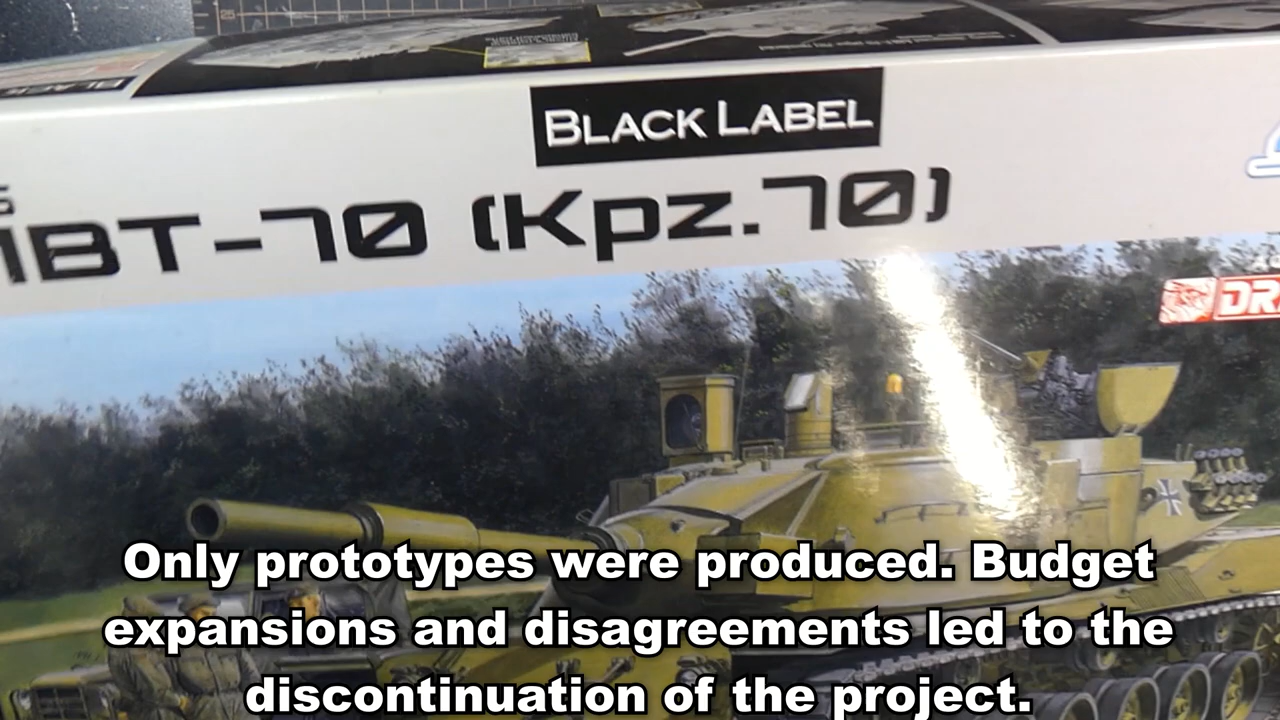 BLACK LABEL
MBT-70 (Kpz.70)
Only prototypes were produced. Budget
expansions and disagreements led to the
discontinuation of the project.